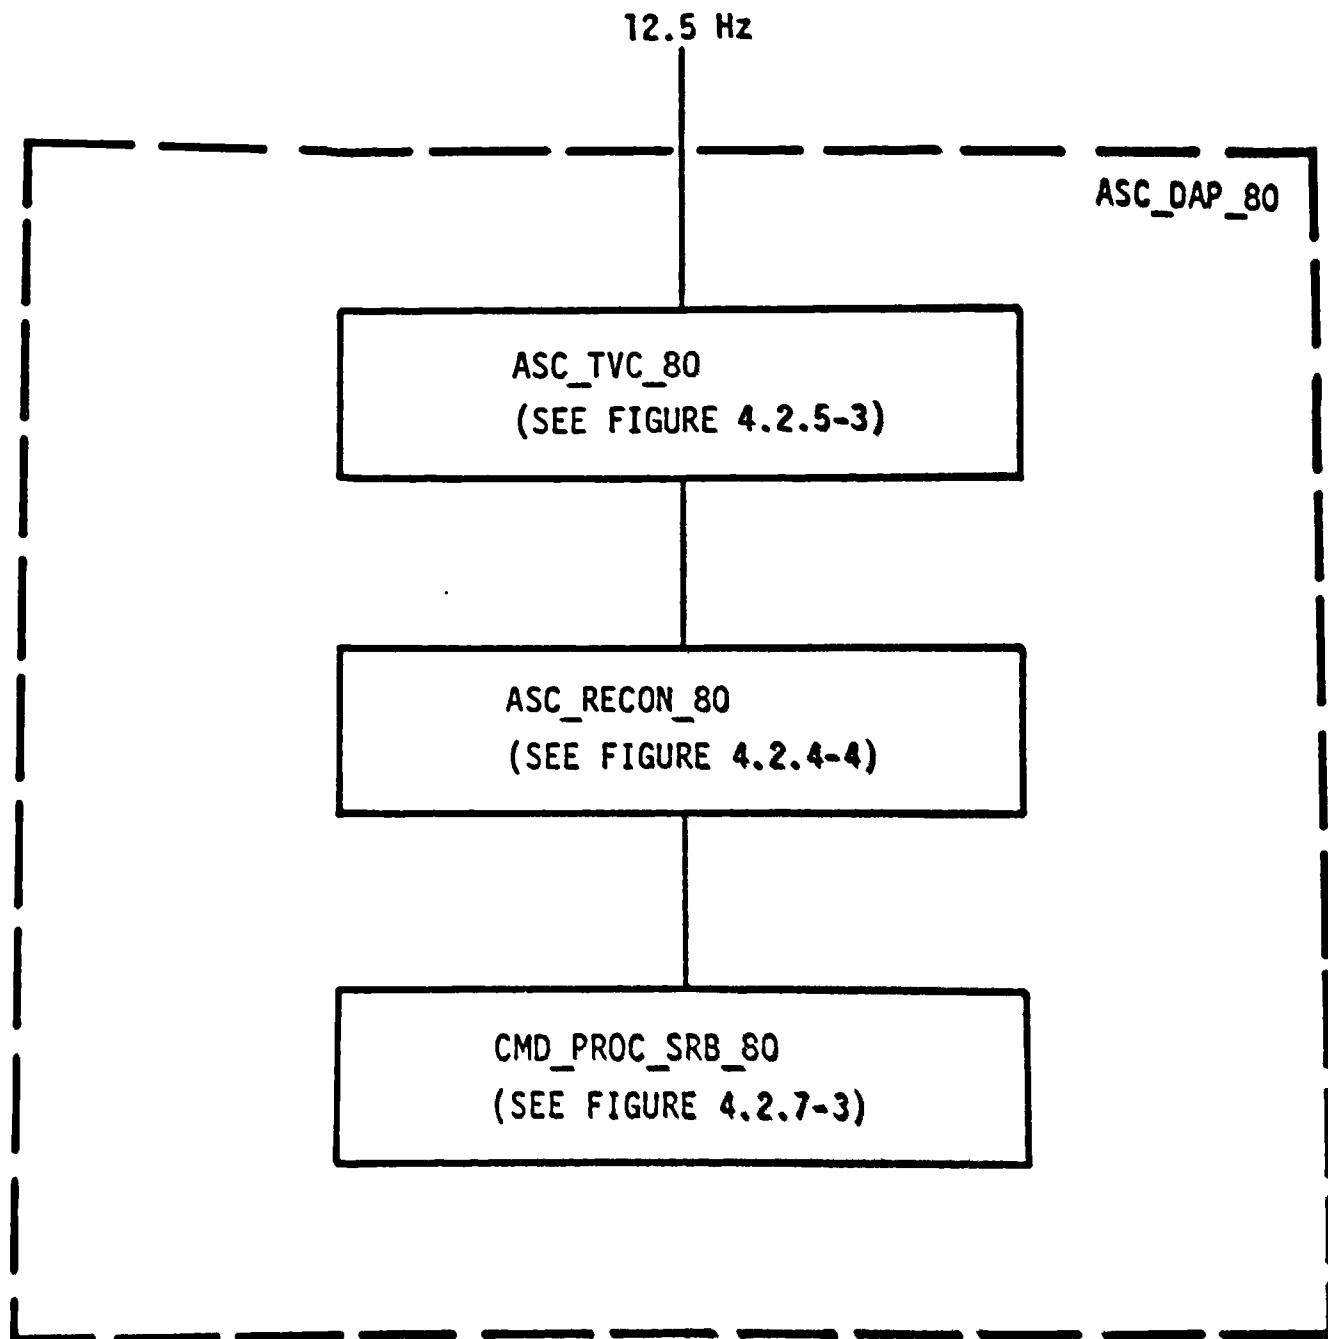 12.5 Hz
ASC_DAP_80
ASC_TVC_80
(SEE FIGURE 4.2.5-3)
ASC_RECON_80
(SEE FIGURE 4.2.4-4)
CMD_PROC_SRB_80
(SEE FIGURE 4.2.7-3)